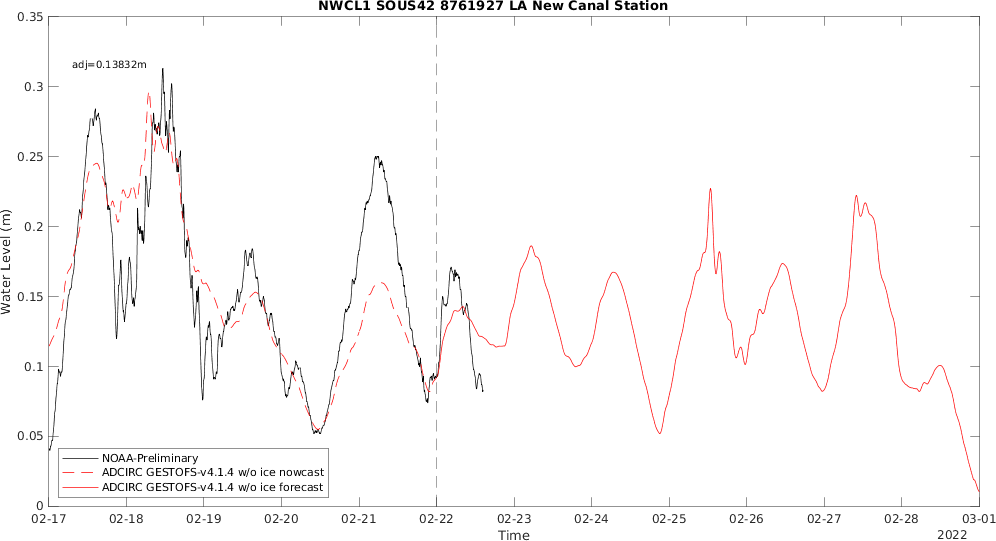 NWCL1 SOUS42 8761927 LA New Canal Station
adj=0.13832m
Water Level (m)
0.35
0.3
0.25
0.2
0.15
0.1
0.05
0
NOAA-Preliminary
ADCIRC GESTOFS-v4.1.4 w/o ice nowcast
ADCIRC GESTOFS-v4.1.4 w/o ice forecast
02-17 02-18 02-19 02-20 02-21 02-22 02-23 02-24 02-25 02-26 02-27 02-28 03-01
Time
2022